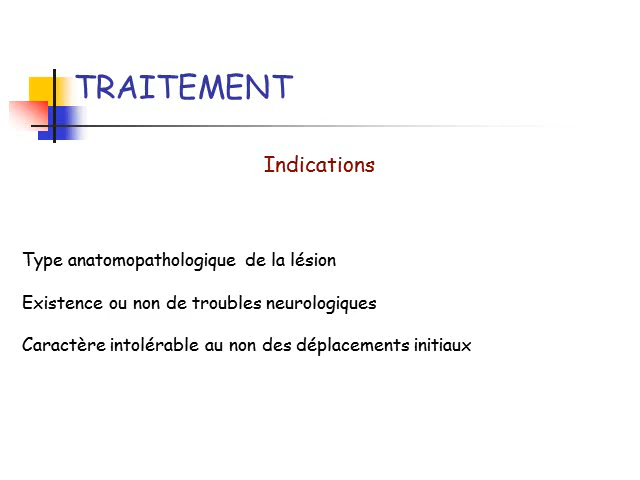 TRAITEMENT
Indications
Type anatomopathologique de la lésion
Existence ou non de troubles neurologiques
Caractère intolérable au non des déplacements initiaux